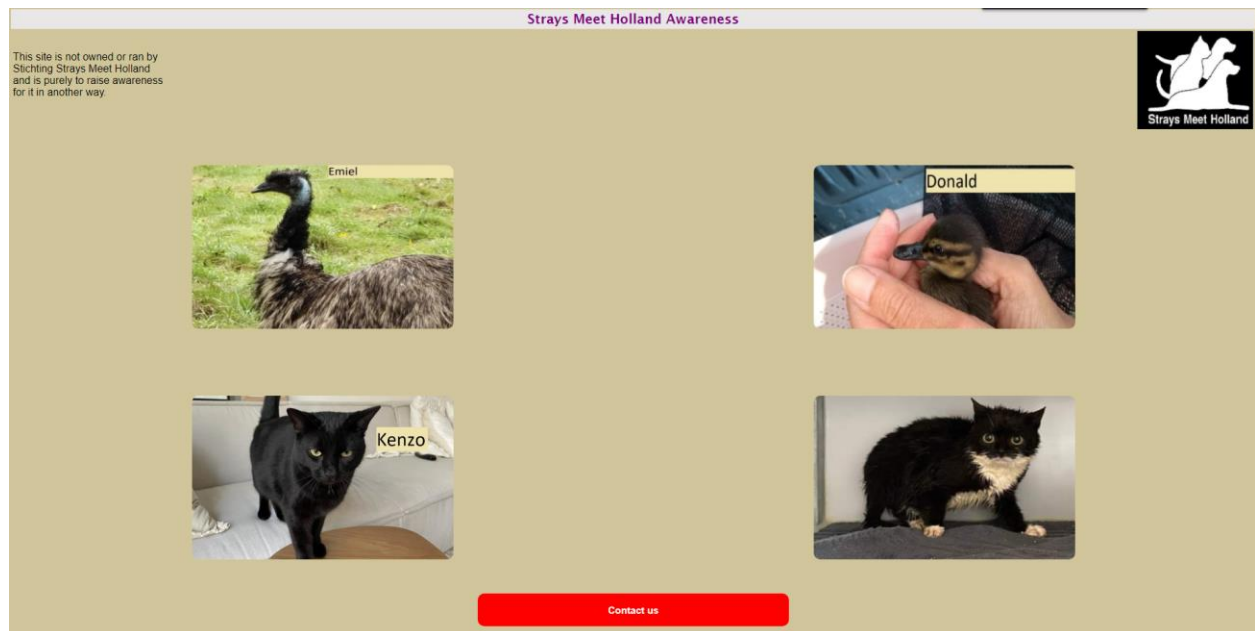 Strays Meet Holland Awareness
This site is not owned or ran by
Stichting Strays Meet Holland
and is purely to raise awareness
for it in another way.
Strays Meet Holland
Emiel
Donald
Kenzo
Contact us